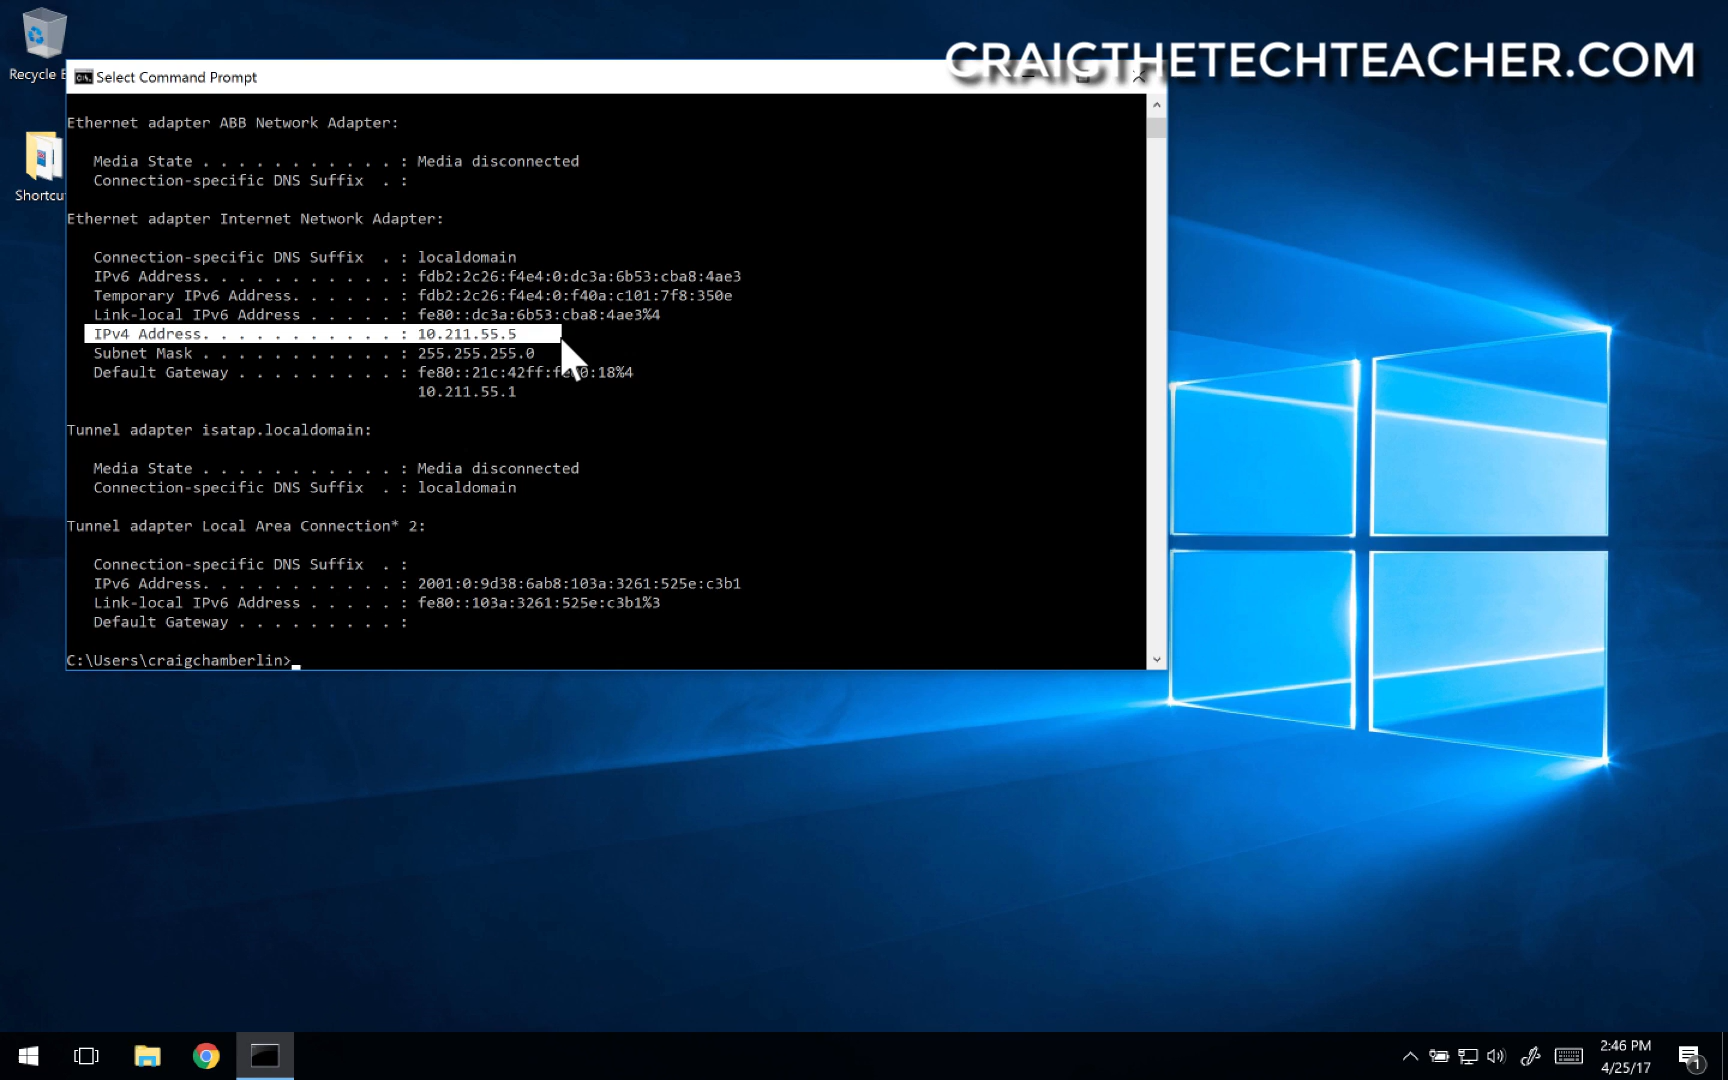 CRAIGTHETECHTEACHER.COM
Recycle
Select Command Prompt
Shortcu
Ethernet adapter ABB Network Adapter:
Media State . . . . . . . . . . . : Media disconnected
Connection-specific DNS Suffix  . :
Ethernet adapter Internet Network Adapter:
Connection-specific DNS Suffix  . : localdomain
IPv6 Address. . . . . . . . . . . : fdb2:2c26:f4e4:0:dc3a:6b53:cba8:4ae3
Temporary IPv6 Address. . . . . . : fdb2:2c26:f4e4:0:f40a:c101:7f8:350e
Link-local IPv6 Address . . . . . : fe80::dc3a:6b53:cba8:4ae3%4
IPv4 Address. . . . . . . . . . . : 10.211.55.5
Subnet Mask . . . . . . . . . . . : 255.255.255.0
Default Gateway . . . . . . . . . :
10.211.55.1
Tunnel adapter isatap.localdomain:
Media State . . . . . . . . . . . : Media disconnected
Connection-specific DNS Suffix  . : localdomain
Tunnel adapter Local Area Connection* 2:
Connection-specific DNS Suffix  . :
IPv6 Address. . . . . . . . . . . : 2001:0:9d38:6ab8:103a:3261:525e:c3b1
Link-local IPv6 Address . . . . . : fe80::103a:3261:525e:c3b1%3
Default Gateway . . . . . . . . . :
C:\Users\craigchamberlin>
2:46 PM
4/25/17
1